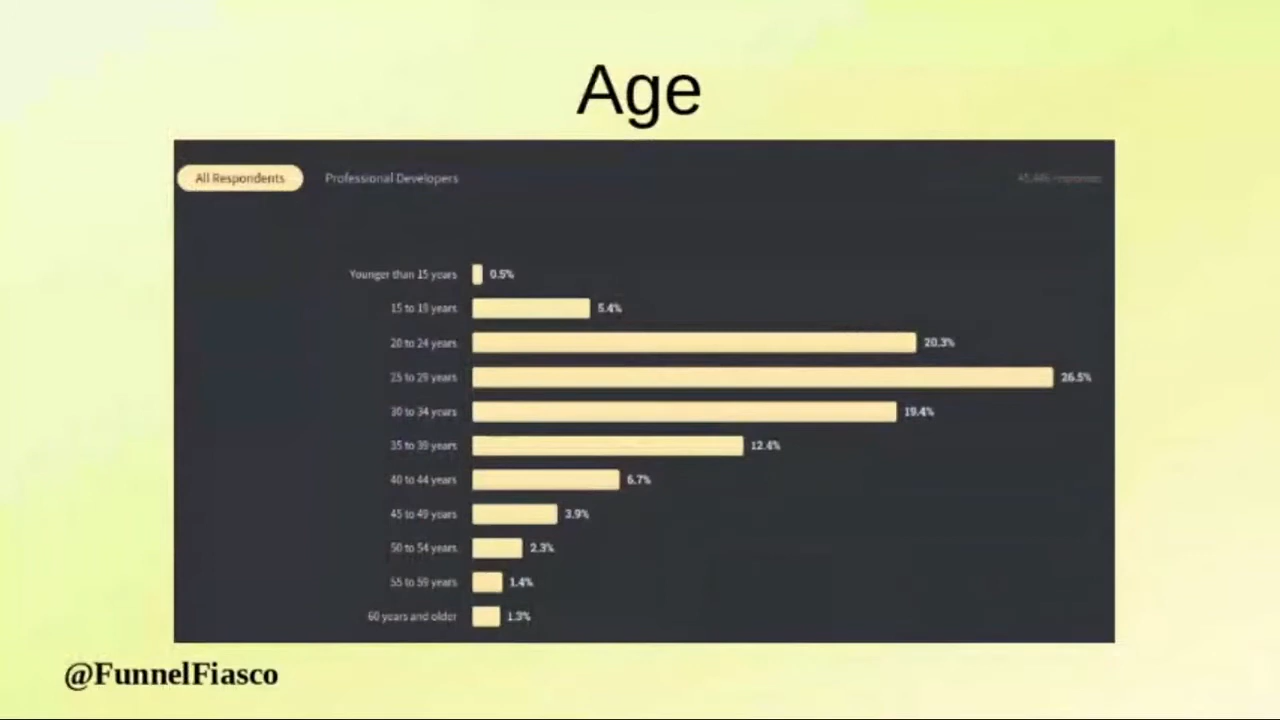 Age
All Respondents Professional Developers
Younger than 15 years 0.5%
15 to 19 years 5.4%
20 to 24 years 20.3%
25 to 29 years 26.5%
30 to 34 years 19.4%
35 to 39 years 12.4%
40 to 44 years 6.7%
45 to 49 years 3.9%
50 to 54 years 2.3%
55 to 59 years 1.4%
60 years and older 1.3%
@FunnelFiasco